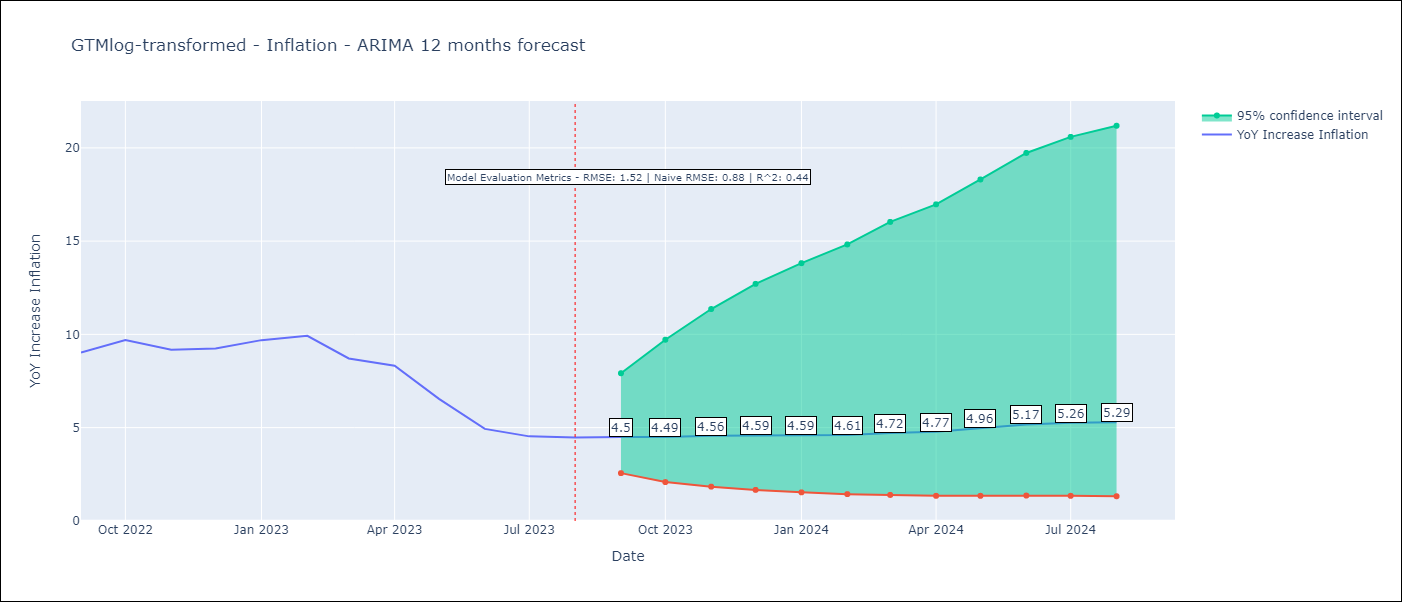 GTMlog-transformed - Inflation - ARIMA 12 months forecast
95% confidence interval
YoY Increase Inflation
Model Evaluation Metrics - RMSE: 1.52 | Naive RMSE: 0.88 | R^2: 0.44
YoY Increase Inflation
20
15
10
5
0
4.5
4.49
4.56
4.59
4.59
4.61
4.72
4.77
4.96
5.17
5.26
5.29
Oct 2022
Jan 2023
Apr 2023
Jul 2023
Oct 2023
Jan 2024
Apr 2024
Jul 2024
Date